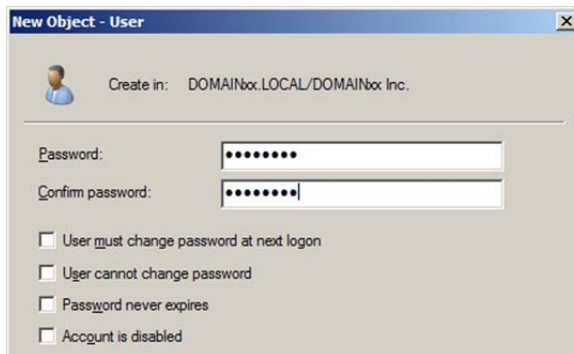 New Object - User
Create in: DOMAINxx.LOCAL/DOMAINxx Inc.
Password: ••••••••
Confirm password: ••••••••
User must change password at next logon
User cannot change password
Password never expires
Account is disabled